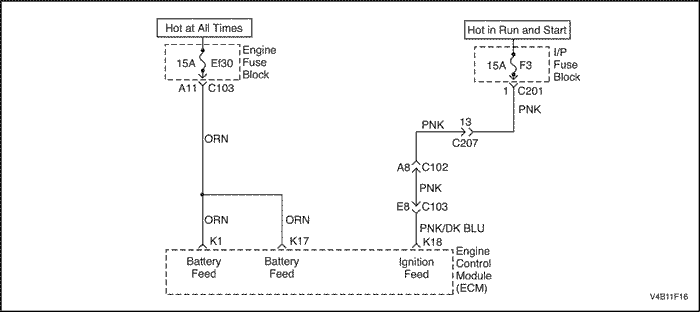 Hot at All Times
Hot in Run and Start
15A Ef30
Engine
Fuse
Block
15A F3
I/P
Fuse
Block
A11 C103
1 C201
PNK
ORN
PNK
13
C207
A8 C102
PNK
E8 C103
ORN
ORN
PNK/DK BLU
K1
K17
K18
Battery
Feed
Battery
Feed
Ignition
Feed
Engine
Control
Module
(ECM)
V4B11F16